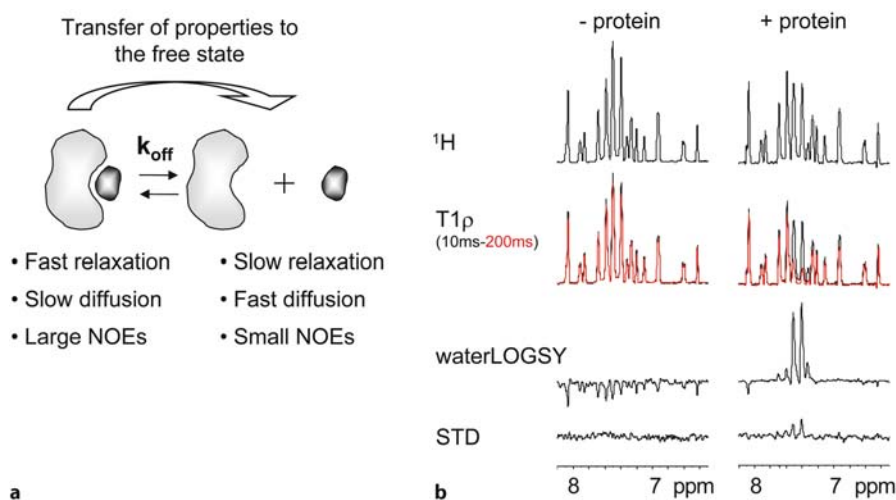 Transfer of properties to
the free state
koff
+
• Fast relaxation
• Slow diffusion
• Large NOEs
• Slow relaxation
• Fast diffusion
• Small NOEs
a
- protein
+ protein
¹H
T1ρ
(10ms-200ms)
waterLOGSY
STD
8 7 ppm
8 7 ppm
b